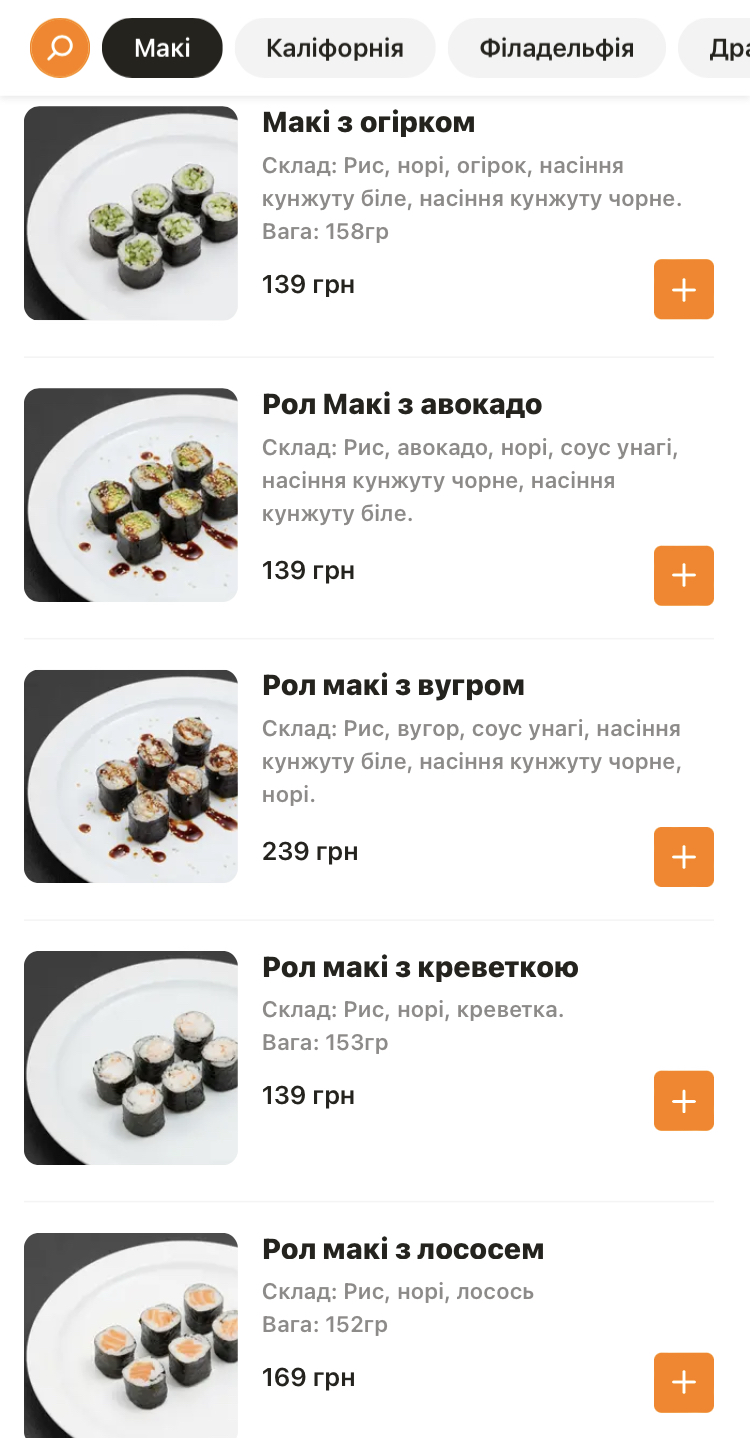 Макі
Каліфорнія
Філадельфія
Макі з огірком
Склад: Рис, норі, огірок, насіння
кунжуту біле, насіння кунжуту чорне.
Вага: 158гр
139 грн
Рол Макі з авокадо
Склад: Рис, авокадо, норі, соус унагі,
насіння кунжуту чорне, насіння
кунжуту біле.
139 грн
Рол макі з вугром
Склад: Рис, вугор, соус унагі, насіння
кунжуту біле, насіння кунжуту чорне,
норі.
239 грн
Рол макі з креветкою
Склад: Рис, норі, креветка.
Вага: 153гр
139 грн
Рол макі з лососем
Склад: Рис, норі, лосось
Вага: 152гр
169 грн